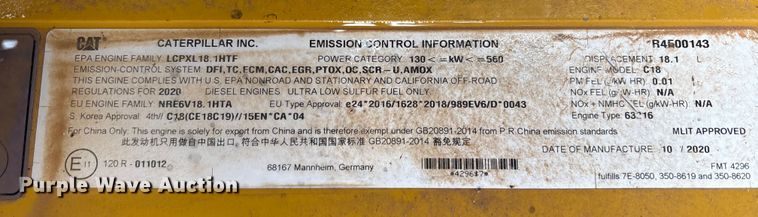 CAT CATERPILLAR INC. EMISSION CONTROL INFORMATION R4E00143
EPA ENGINE FAMILY LCPXL18.1HTF POWER CATEGORY: 130 < =kW < =560 DISPLACEMENT: 18.1 L
EMISSION-CONTROL SYSTEM DFI,TC,ECM,CAC,EGR,PTOX,OC,SCR-U,AMOX ENGINE MODEL: C18
THIS ENGINE COMPLIES WITH U.S. EPA NONROAD AND STATIONARY AND CALIFORNIA OFF-ROAD PM FEL (g/kW-HR) 0.01
REGULATIONS FOR 2020 DIESEL ENGINES. ULTRA LOW SULFUR FUEL ONLY. NOx FEL (g/kW-HR) N/A
EU ENGINE FAMILY NRE6V18.1HTA EU Type Approval: e24*2016/1628*2018/989EV6/D*0043 NOx + NMHC FEL (g/kW-HR) N/A
S. Korea Approval: 4th// C18(CE18C19)//15EN*CA*04 Engine Type:
For China Only: This engine is solely for export from China and is therefore exempt under GB20891-2014 from P.R.China emission standards MLIT APPROVED
此发动机只用做自中国出口,符合中华人民共和国国家标准 GB20891-2014 豁免规定
E11 120 R - 011012 DATE OF MANUFACTURE 10 / 2020
68167 Mannheim, Germany FMT 4296
fulfills 7E-8050, 350-8619 and 350-8620
Purple Wave Auction